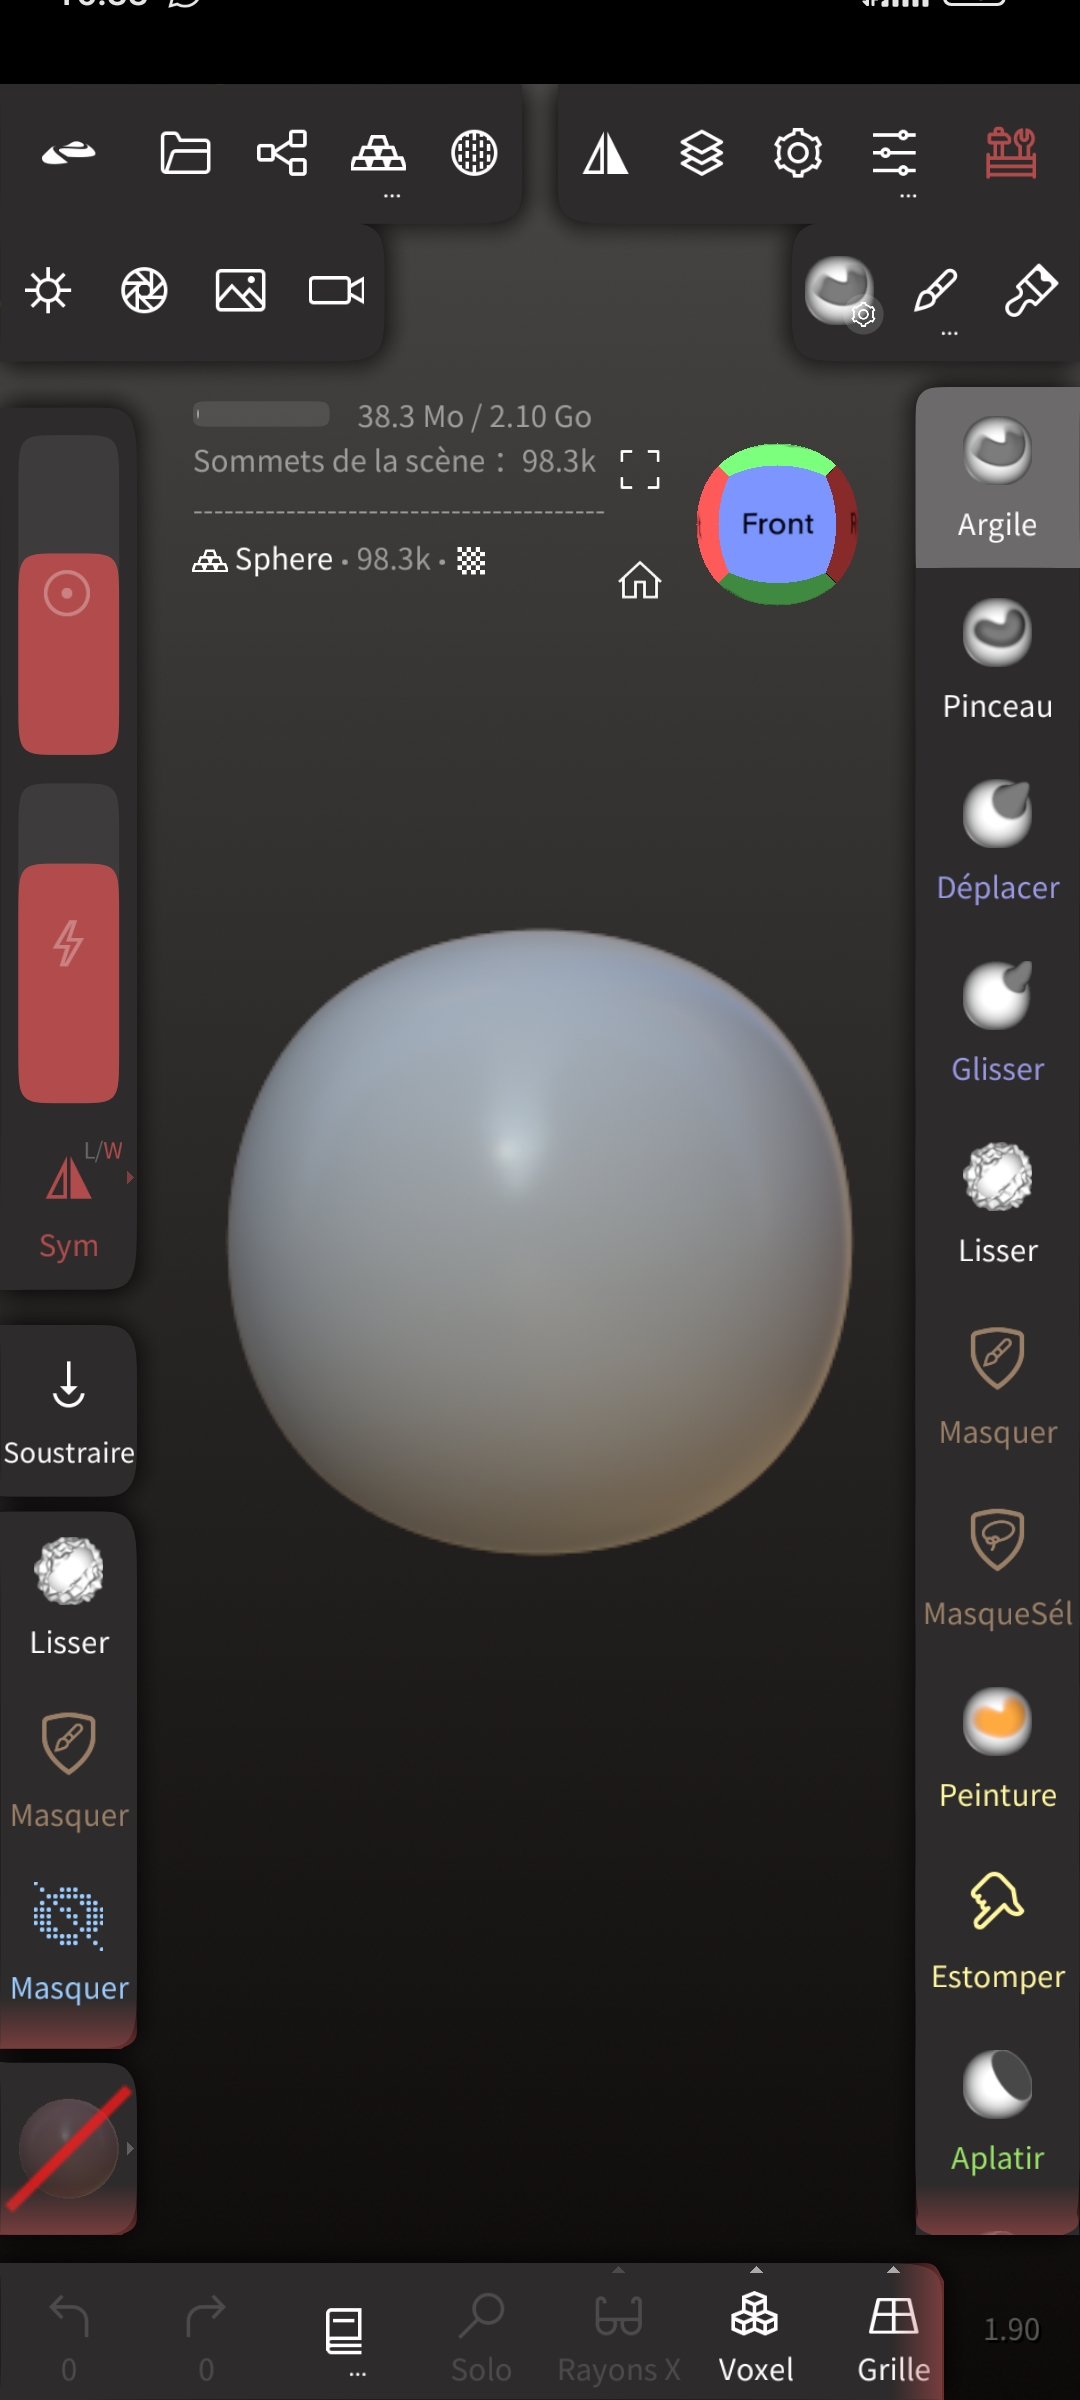 38.3 Mo / 2.10 Go
Sommets de la scène : 98.3k
Sphere • 98.3k •
Front
Argile
Pinceau
Déplacer
Glisser
Lisser
Masquer
MasqueSél
Peinture
Estomper
Aplatir
L/W
Sym
Soustraire
Lisser
Masquer
Masquer
0
0
...
Solo
Rayons X
Voxel
Grille
1.90